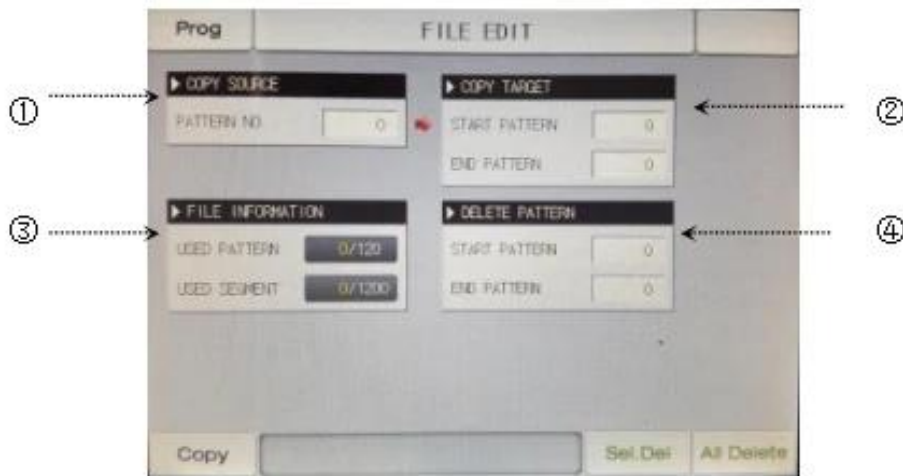 Prog
FILE EDIT
①
▶ COPY SOURCE
PATTERN NO
0
▶ COPY TARGET
START PATTERN
0
END PATTERN
0
②
③
▶ FILE INFORMATION
USED PATTERN
0/120
USED SEGMENT
0/1200
▶ DELETE PATTERN
START PATTERN
0
END PATTERN
0
④
Copy
Sel.Del
All Delete